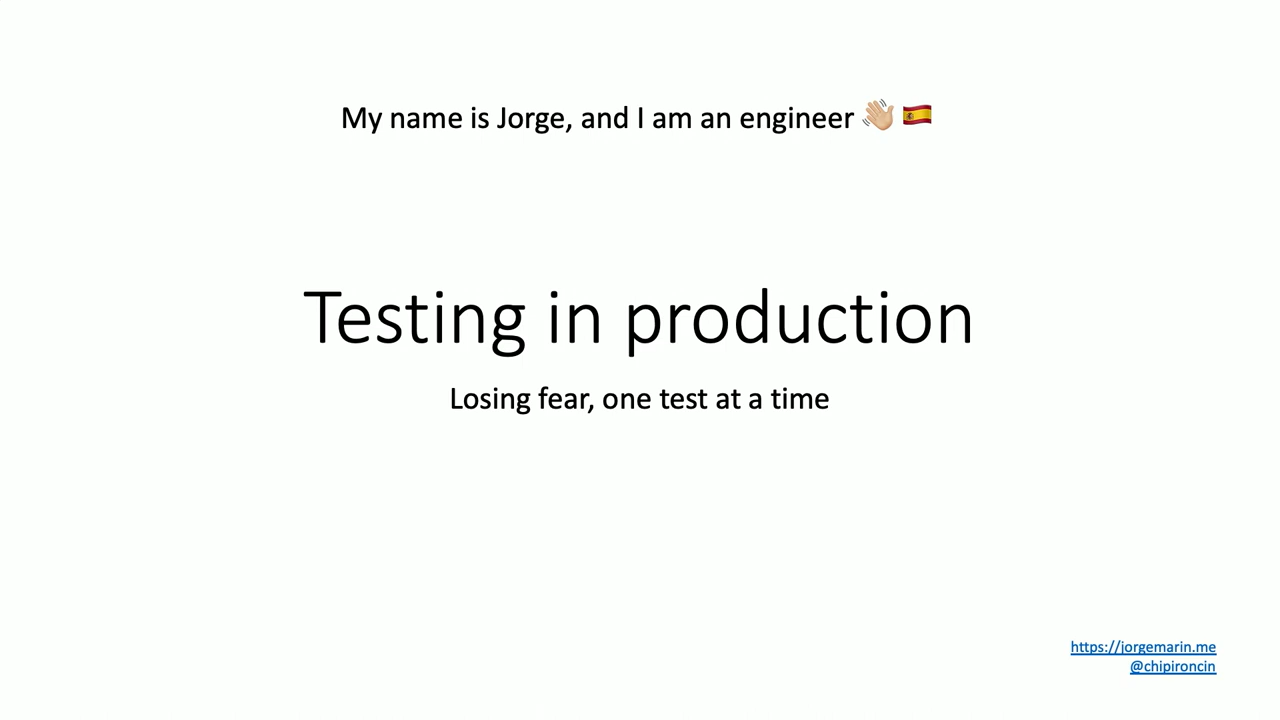 My name is Jorge, and I am an engineer 👋🏼 🇪🇸
Testing in production
Losing fear, one test at a time
https://jorgemarin.me
@chipironcin